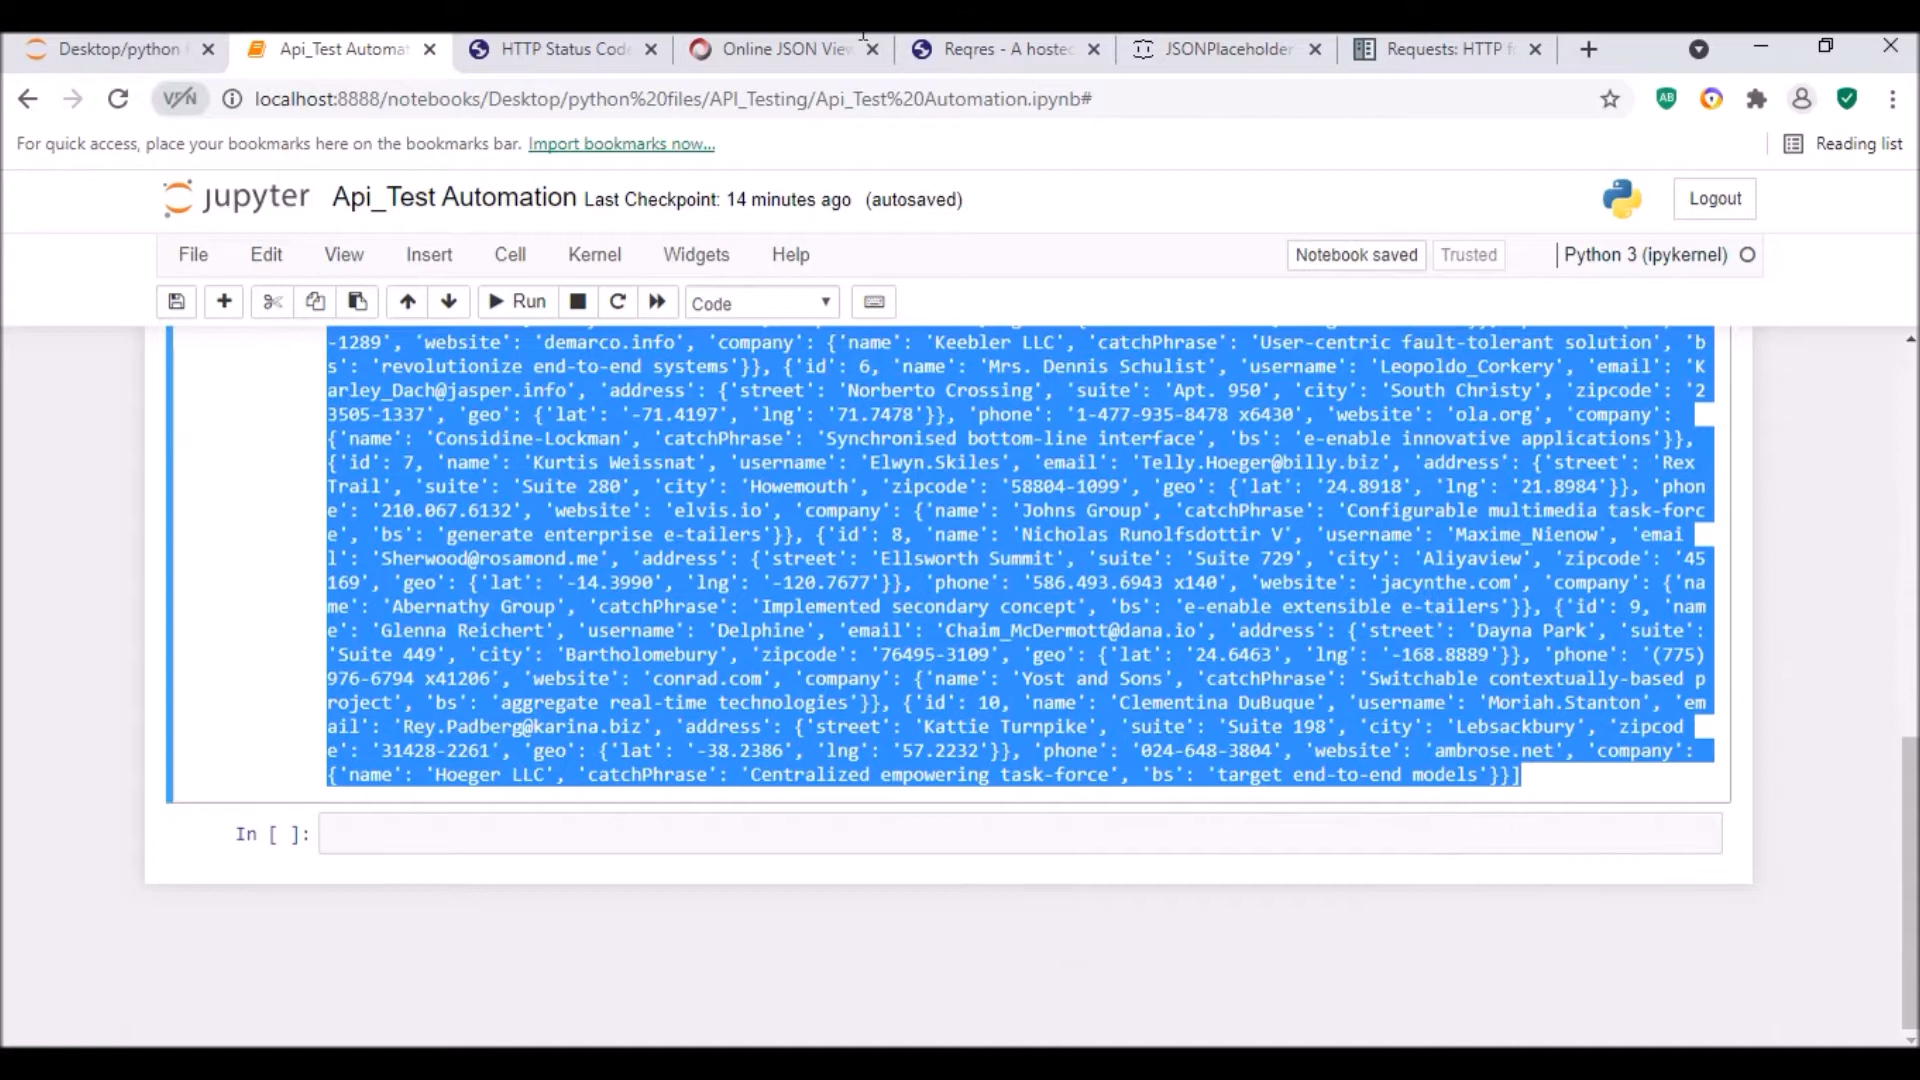 Desktop/python f
Api_Test Automat
HTTP Status Code
Online JSON View
Reqres - A hosted
JSONPlaceholder
Requests: HTTP f
VPN
localhost:8888/notebooks/Desktop/python%20files/API_Testing/Api_Test%20Automation.ipynb#
AB
For quick access, place your bookmarks here on the bookmarks bar. Import bookmarks now...
Reading list
jupyter Api_Test Automation Last Checkpoint: 14 minutes ago (autosaved)
Logout
File Edit View Insert Cell Kernel Widgets Help
Notebook saved Trusted Python 3 (ipykernel)
Run Code
-1289', 'website': 'demarco.info', 'company': {'name': 'Keebler LLC', 'catchPhrase': 'User-centric fault-tolerant solution', 'b
s': 'revolutionize end-to-end systems'}}, {'id': 6, 'name': 'Mrs. Dennis Schulist', 'username': 'Leopoldo_Corkery', 'email': 'K
arley_Dach@jasper.info', 'address': {'street': 'Norberto Crossing', 'suite': 'Apt. 950', 'city': 'South Christy', 'zipcode': '2
3505-1337', 'geo': {'lat': '-71.4197', 'lng': '71.7478'}}, 'phone': '1-477-935-8478 x6430', 'website': 'ola.org', 'company':
{'name': 'Considine-Lockman', 'catchPhrase': 'Synchronised bottom-line interface', 'bs': 'e-enable innovative applications'}},
{'id': 7, 'name': 'Kurtis Weissnat', 'username': 'Elwyn.Skiles', 'email': 'Telly.Hoeger@billy.biz', 'address': {'street': 'Rex
Trail', 'suite': 'Suite 280', 'city': 'Howemouth', 'zipcode': '58804-1099', 'geo': {'lat': '24.8918', 'lng': '21.8984'}}, 'phon
e': '210.067.6132', 'website': 'elvis.io', 'company': {'name': 'Johns Group', 'catchPhrase': 'Configurable multimedia task-forc
e', 'bs': 'generate enterprise e-tailers'}}, {'id': 8, 'name': 'Nicholas Runolfsdottir V', 'username': 'Maxime_Nienow', 'emai
l': 'Sherwood@rosamond.me', 'address': {'street': 'Ellsworth Summit', 'suite': 'Suite 729', 'city': 'Aliyaview', 'zipcode': '45
169', 'geo': {'lat': '-14.3990', 'lng': '-120.7677'}}, 'phone': '586.493.6943 x140', 'website': 'jacynthe.com', 'company': {'na
me': 'Abernathy Group', 'catchPhrase': 'Implemented secondary concept', 'bs': 'e-enable extensible e-tailers'}}, {'id': 9, 'nam
e': 'Glenna Reichert', 'username': 'Delphine', 'email': 'Chaim_McDermott@dana.io', 'address': {'street': 'Dayna Park', 'suite':
'Suite 449', 'city': 'Bartholomebury', 'zipcode': '76495-3109', 'geo': {'lat': '24.6463', 'lng': '-168.8889'}}, 'phone': '(775)
976-6794 x41206', 'website': 'conrad.com', 'company': {'name': 'Yost and Sons', 'catchPhrase': 'Switchable contextually-based p
roject', 'bs': 'aggregate real-time technologies'}}, {'id': 10, 'name': 'Clementina DuBuque', 'username': 'Moriah.Stanton', 'em
ail': 'Rey.Padberg@karina.biz', 'address': {'street': 'Kattie Turnpike', 'suite': 'Suite 198', 'city': 'Lebsackbury', 'zipcod
e': '31428-2261', 'geo': {'lat': '-38.2386', 'lng': '57.2232'}}, 'phone': '024-648-3804', 'website': 'ambrose.net', 'company':
{'name': 'Hoeger LLC', 'catchPhrase': 'Centralized empowering task-force', 'bs': 'target end-to-end models'}}]
In [ ]: